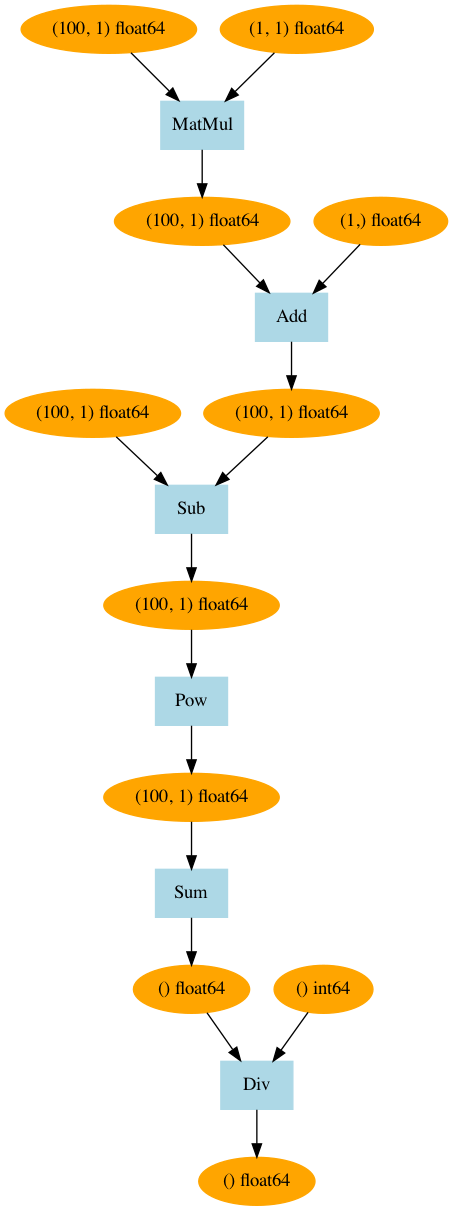 (100, 1) float64
(1, 1) float64
MatMul
(100, 1) float64
(1,) float64
Add
(100, 1) float64
(100, 1) float64
Sub
(100, 1) float64
Pow
(100, 1) float64
Sum
() float64
() int64
Div
() float64